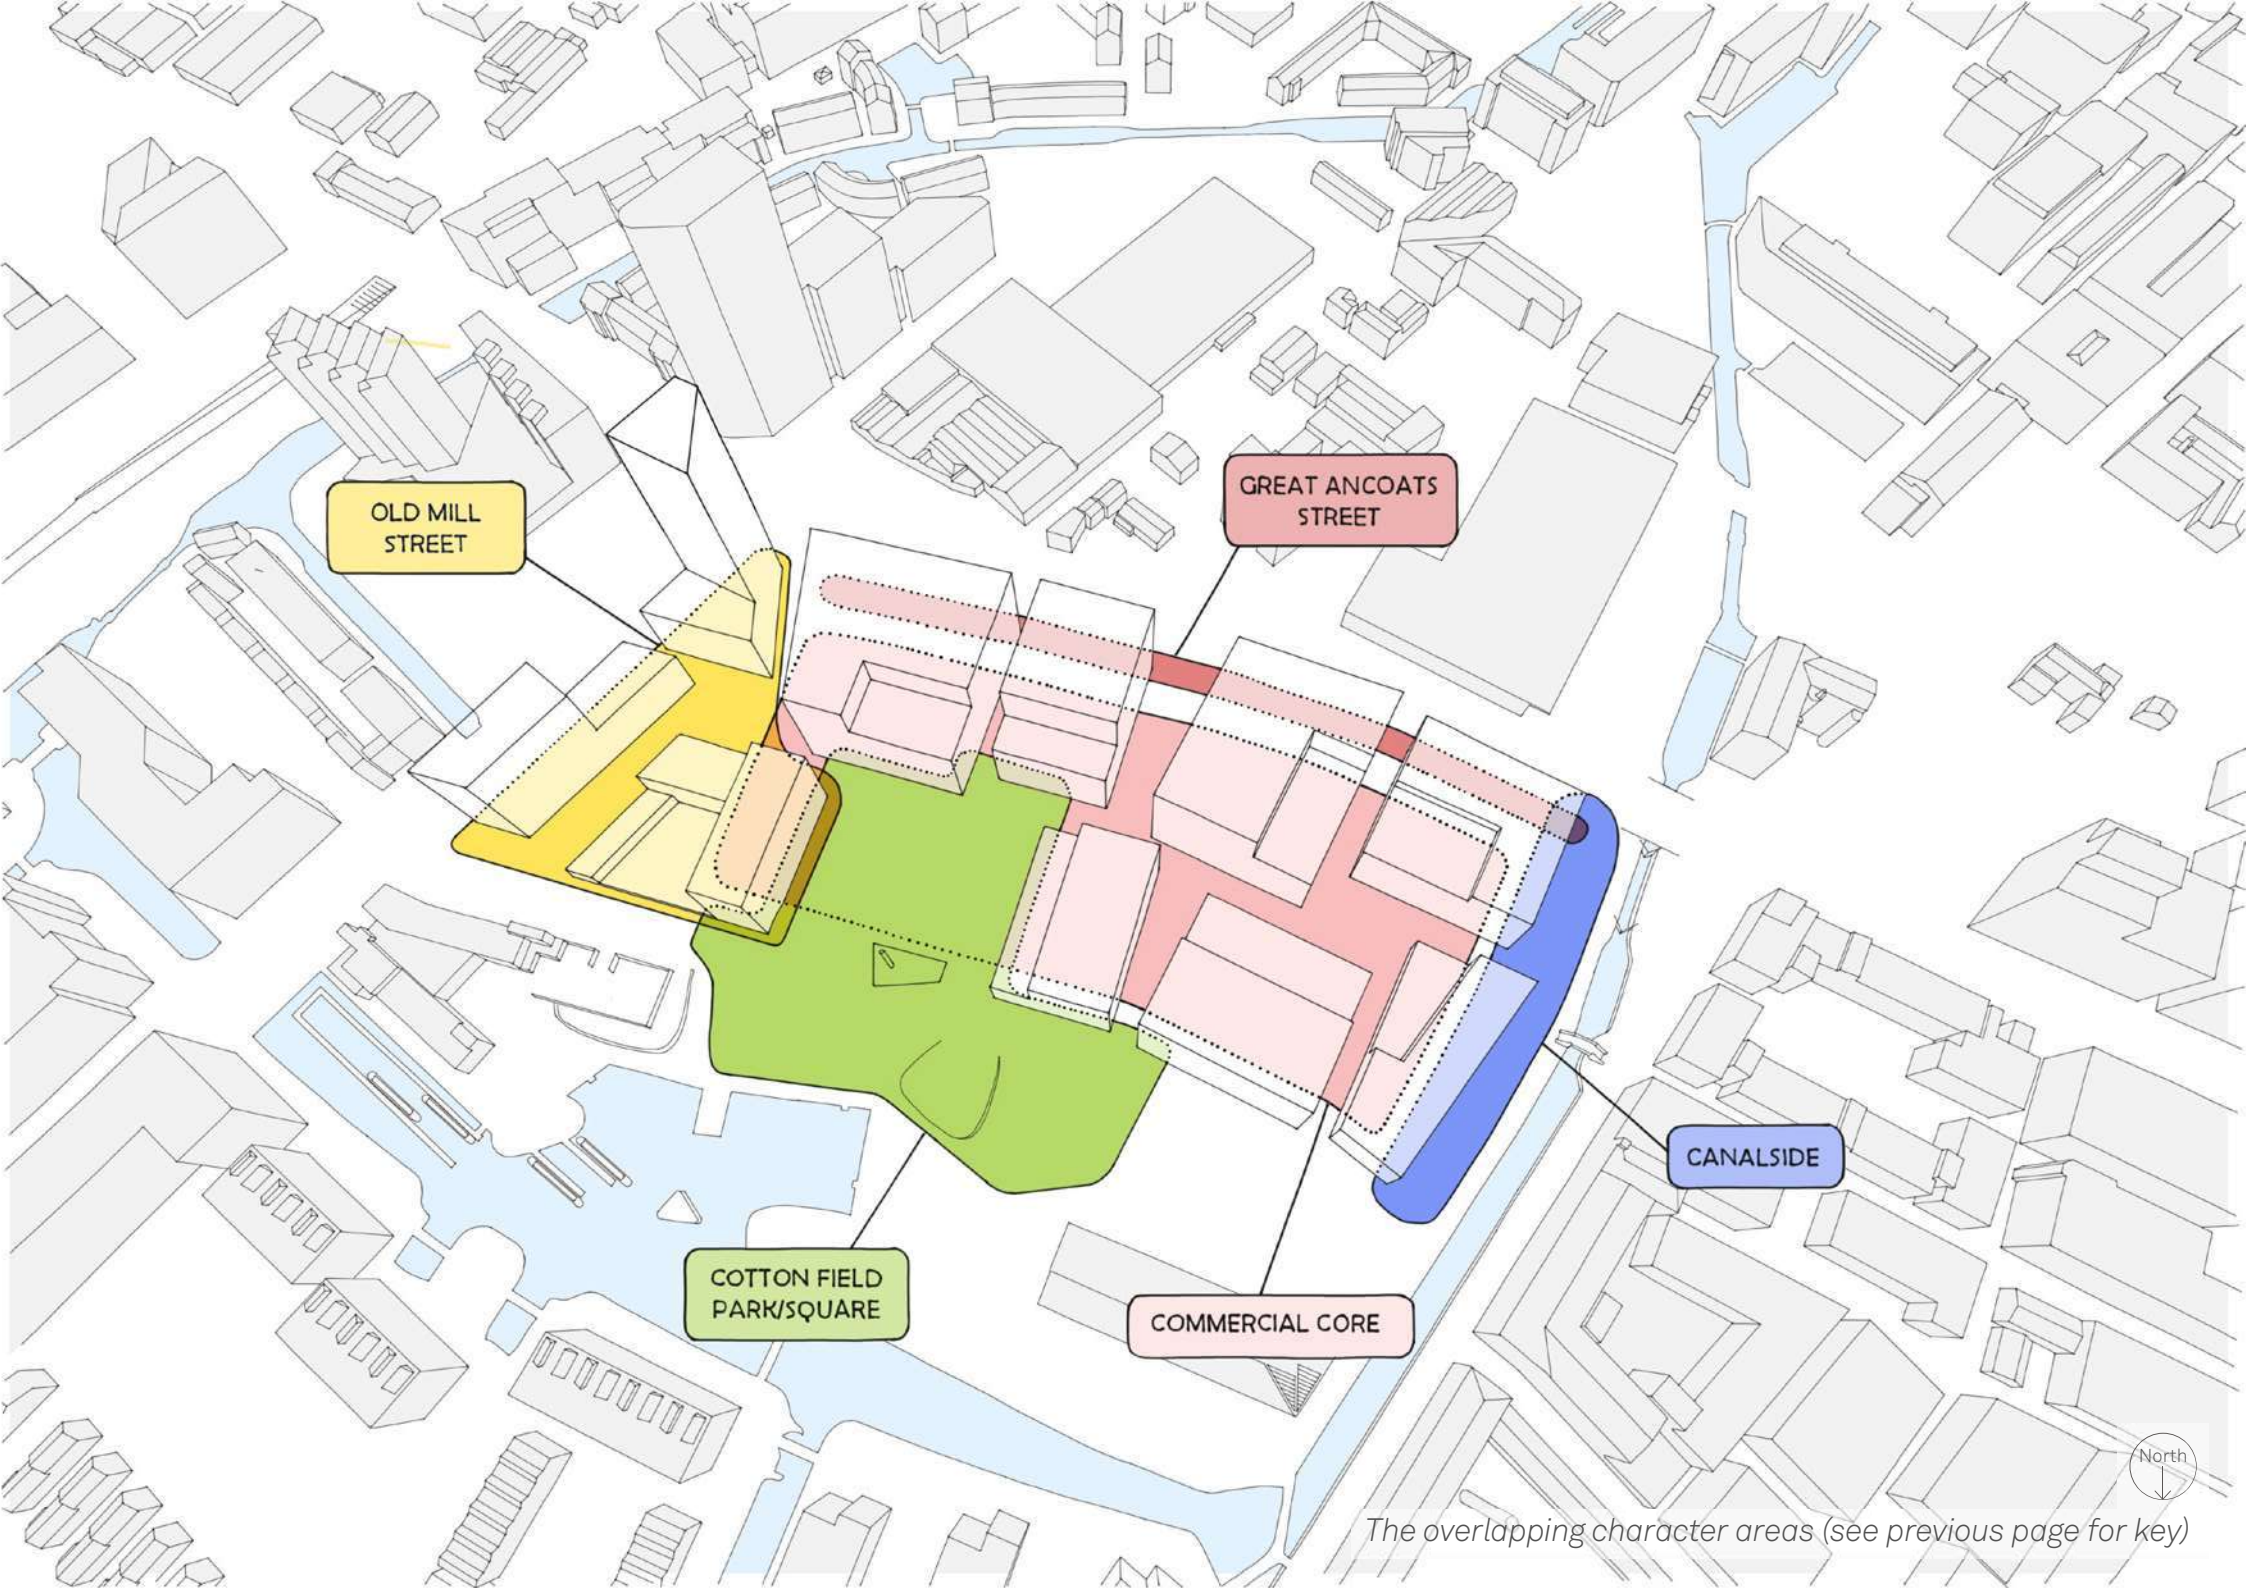 GREAT ANCOATS
STREET
OLD MILL
STREET
CANALSIDE
COTTON FIELD
PARK/SQUARE
COMMERCIAL CORE
North
The overlapping character areas (see previous page for key)